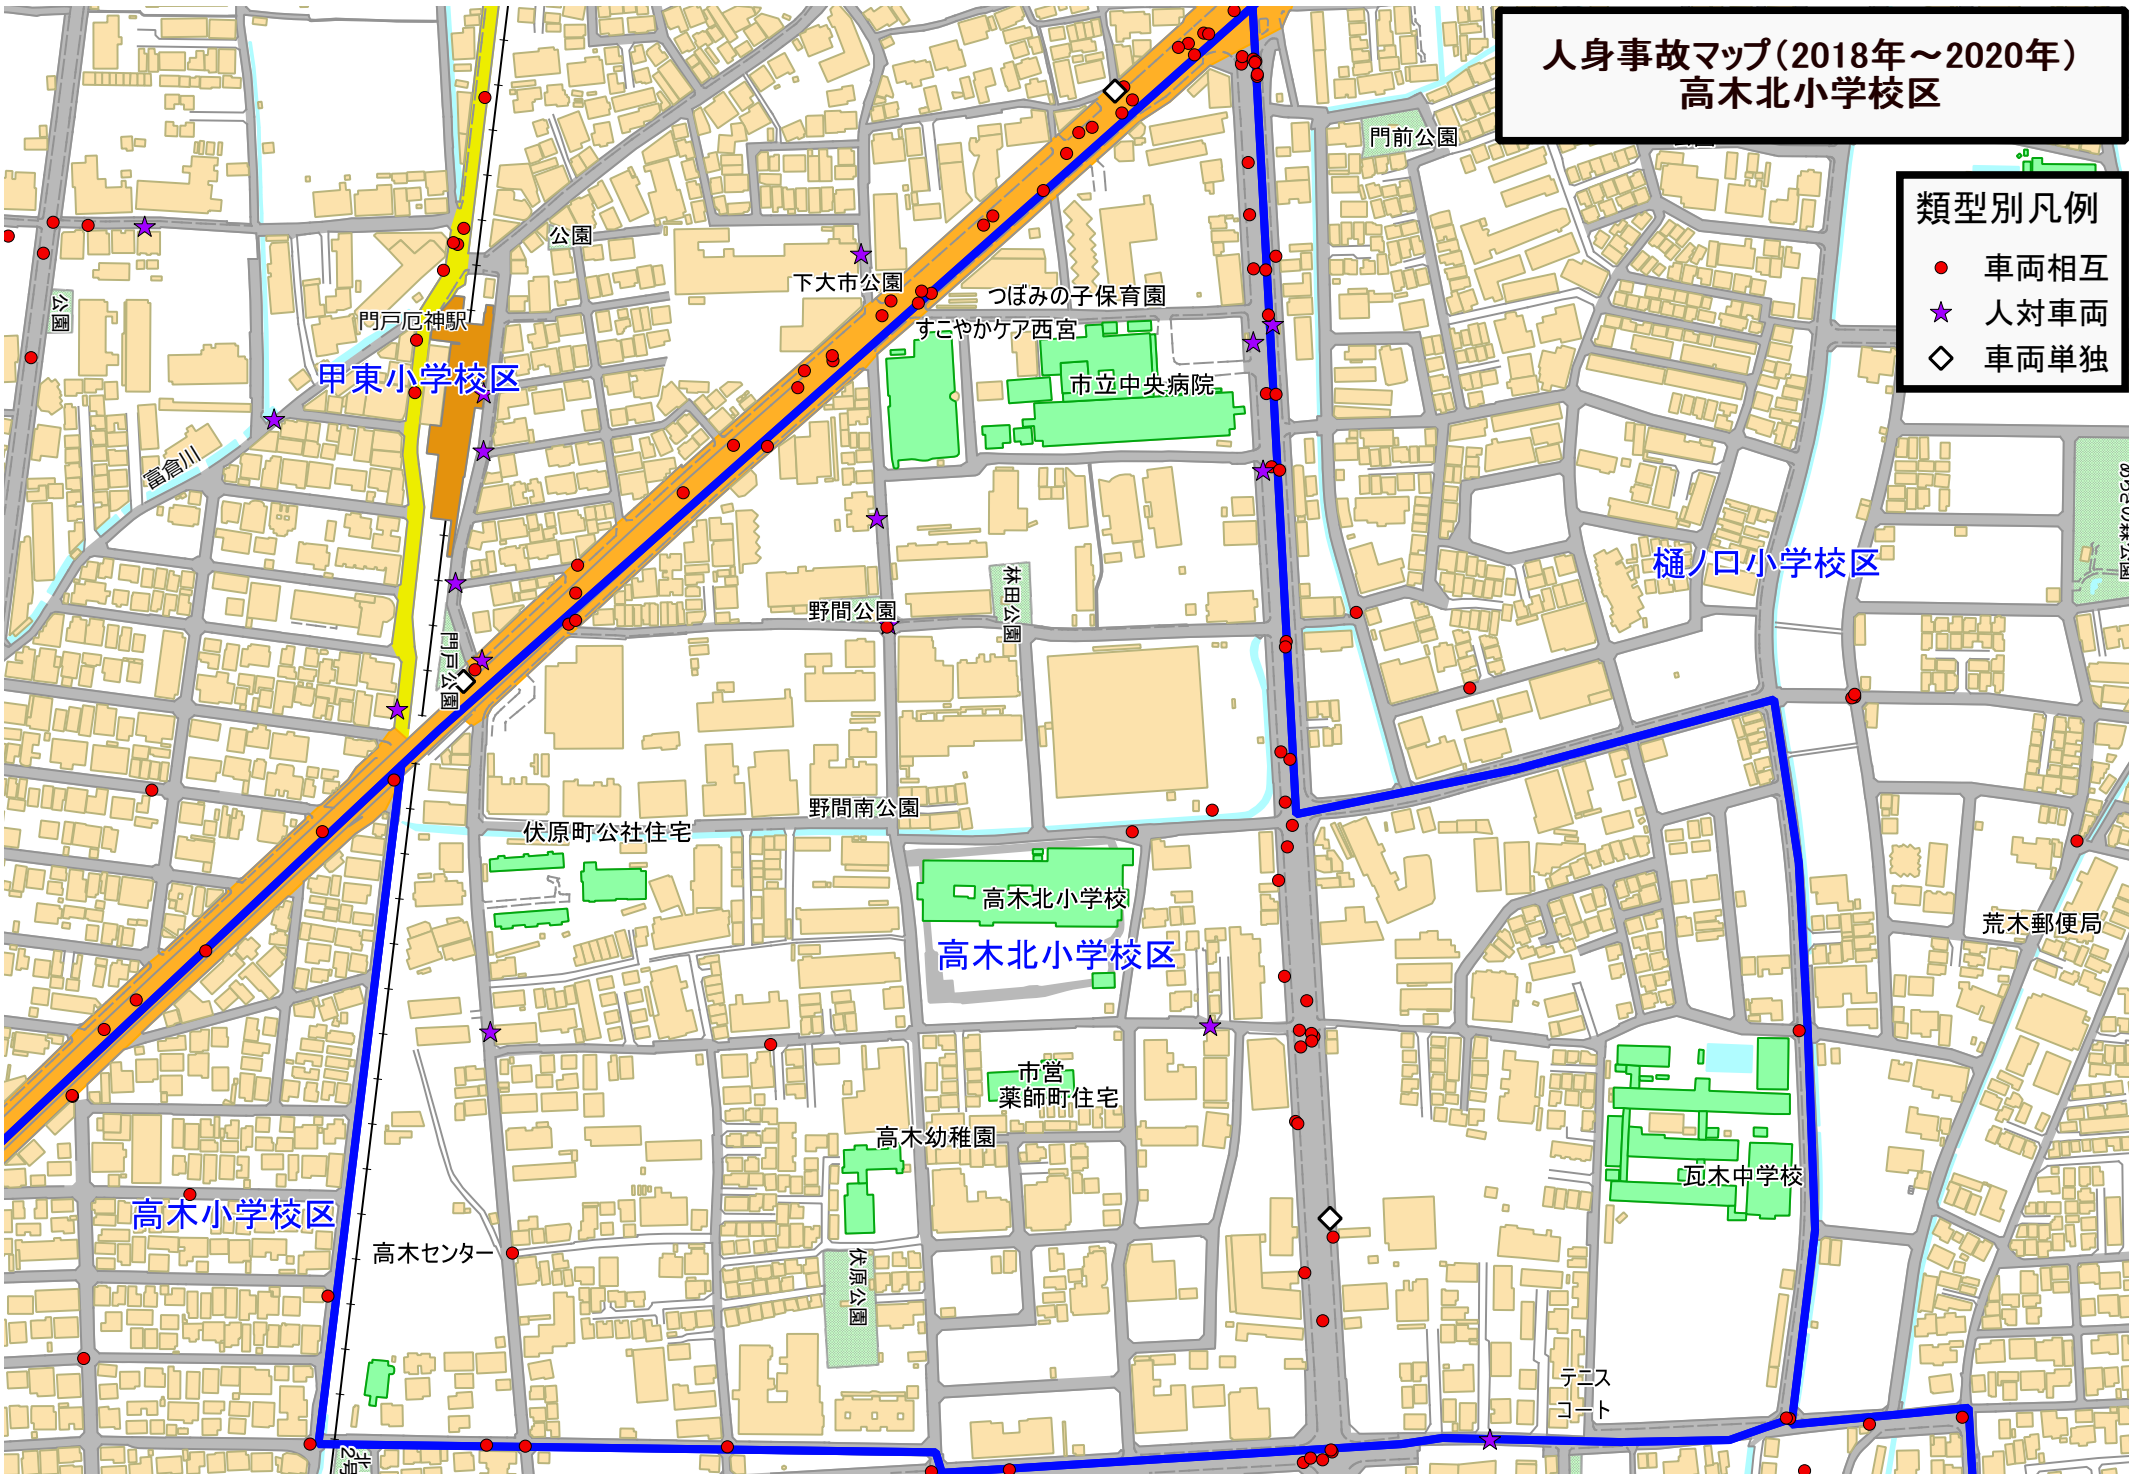 人身事故マップ(2018年～2020年)
高木北小学校区
類型別凡例
車両相互
人対車両
車両単独
門前公園
公園
下大市公園
つぼみの子保育園
すこやかケア西宮
公園
門戸厄神駅
甲東小学校区
市立中央病院
富倉川
樋ノ口小学校区
林田公園
野間公園
門戸公園
野間南公園
伏原町公社住宅
高木北小学校
高木北小学校区
荒木郵便局
市営
薬師町住宅
高木幼稚園
瓦木中学校
高木小学校区
高木センター
伏原公園
テニス
コート